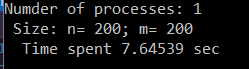 Numder of processes: 1
Size: n= 200; m= 200
Time spent 7.64539 sec